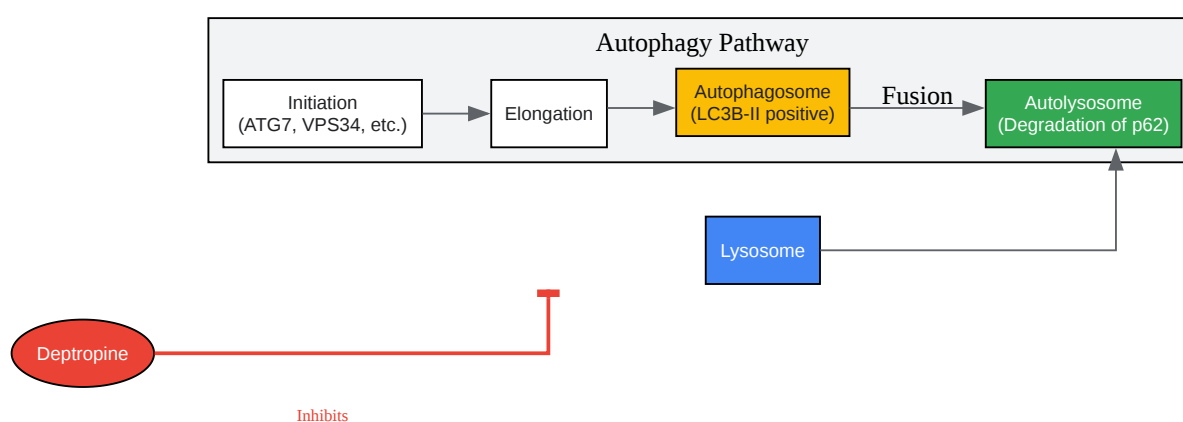 Autophagy Pathway
Initiation
(ATG7, VPS34, etc.)
Elongation
Autophagosome
(LC3B-II positive)
Fusion
Autolysosome
(Degradation of p62)
Lysosome
Deptropine
Inhibits